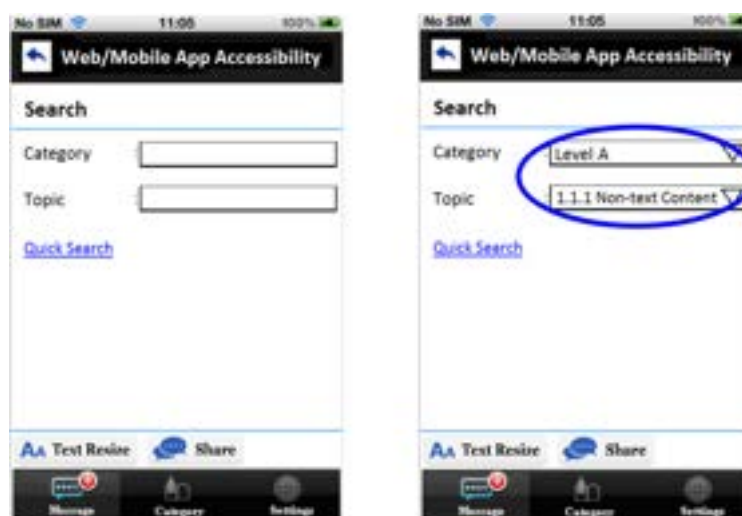 No SIM 11:05 100%
Web/Mobile App Accessibility
Search
Category :
Topic :
Quick Search
AA Text Resize Share
Message Category Settings
No SIM 11:05 100%
Web/Mobile App Accessibility
Search
Category : Level A
Topic : 1.1.1 Non-text Content
Quick Search
AA Text Resize Share
Message Category Settings